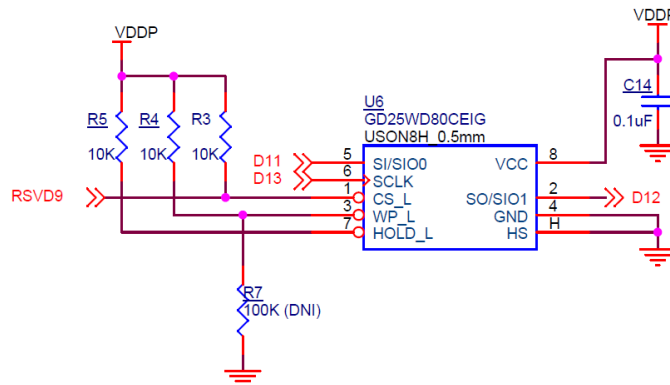 VDDP
VDDP
R5
R4
R3
10K
10K
10K
U6
GD25WD80CEIG
USON8H_0.5mm
C14
0.1uF
D11
5
SI/SIO0
VCC
8
D13
6
SCLK
RSVD9
1
CS_L
SO/SIO1
2
D12
3
WP_L
GND
4
7
HOLD_L
HS
H
R7
100K (DNI)